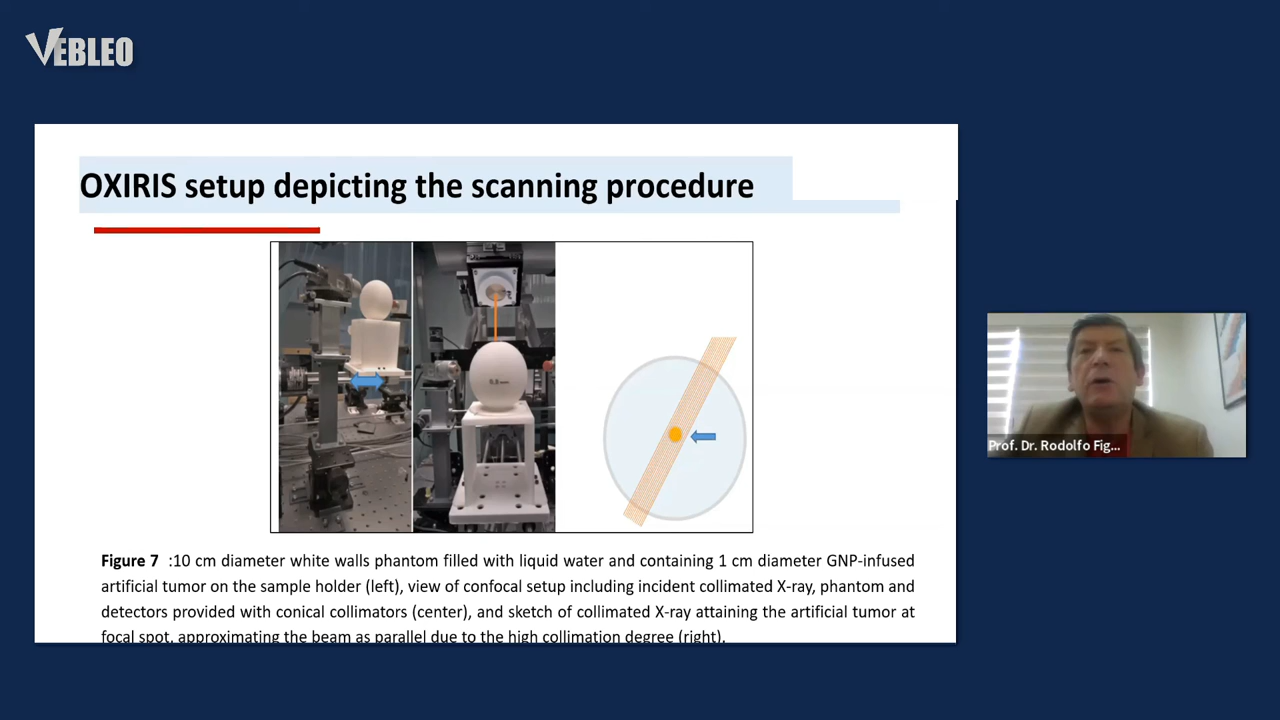 VEBLEO
OXIRIS setup depicting the scanning procedure
Figure 7 :10 cm diameter white walls phantom filled with liquid water and containing 1 cm diameter GNP-infused
artificial tumor on the sample holder (left), view of confocal setup including incident collimated X-ray, phantom and
detectors provided with conical collimators (center), and sketch of collimated X-ray attaining the artificial tumor at
focal spot, approximating the beam as parallel due to the high collimation degree (right).
Prof. Dr. Rodolfo Fig...